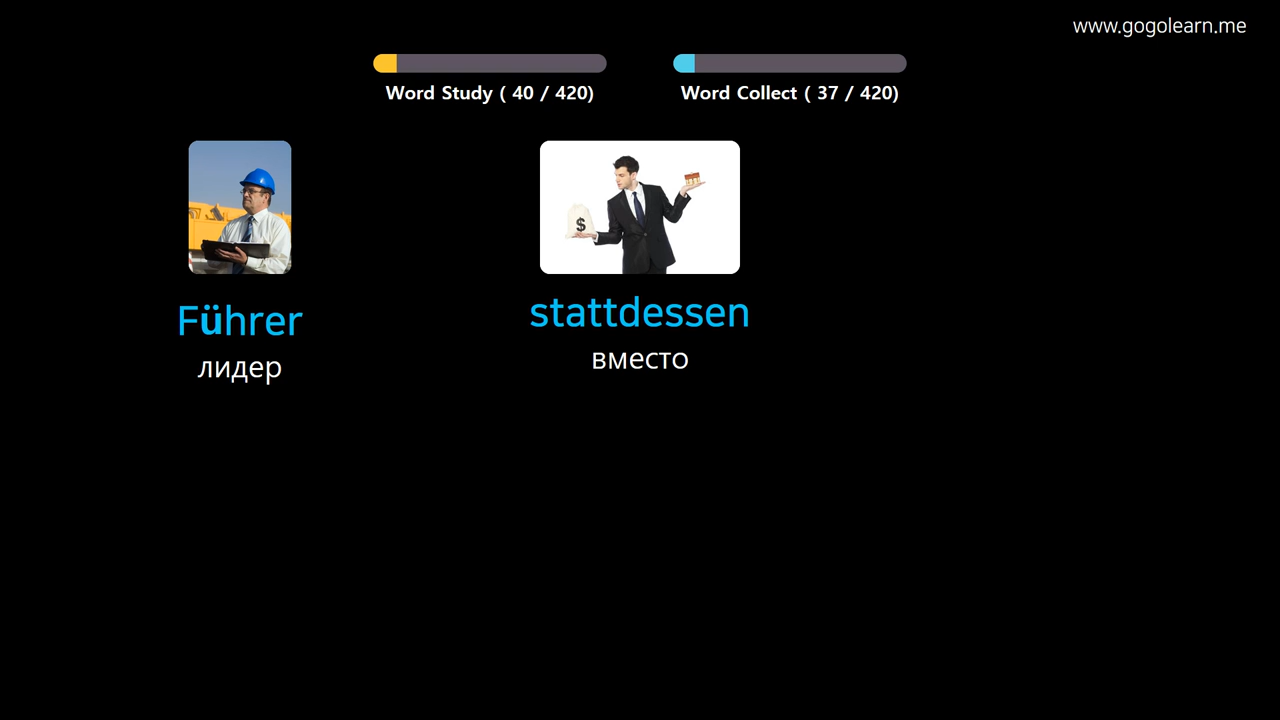 www.gogolearn.me
Word Study ( 40 / 420)
Word Collect ( 37 / 420)
$
Führer
лидер
stattdessen
вместо